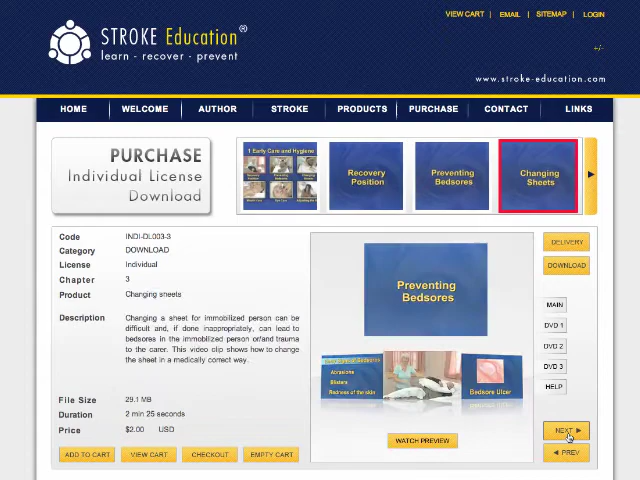 VIEW CART | EMAIL | SITEMAP | LOGIN
STROKE Education®
learn - recover - prevent
+/-
www.stroke-education.com
HOME WELCOME AUTHOR STROKE PRODUCTS PURCHASE CONTACT LINKS
PURCHASE
Individual License
Download
1 Early Care and Hygiene
Recovery
Position
Preventing
Bedsores
Changing
Sheets
Code INDI-DL003-3
Category DOWNLOAD
License Individual
Chapter 3
Product Changing sheets
Description Changing a sheet for immobilized person can be
difficult and, if done inappropriately, can lead to
bedsores in the immobilized person or/and trauma
to the carer. This video clip shows how to change
the sheet in a medically correct way.
File Size 29.1 MB
Duration 2 min 25 seconds
Price $2.00 USD
ADD TO CART VIEW CART CHECKOUT EMPTY CART
Preventing
Bedsores
Abrasions
Blisters
Redness of the skin
Bedsore Ulcer
WATCH PREVIEW
DELIVERY
DOWNLOAD
MAIN
DVD 1
DVD 2
DVD 3
HELP
NEXT
PREV